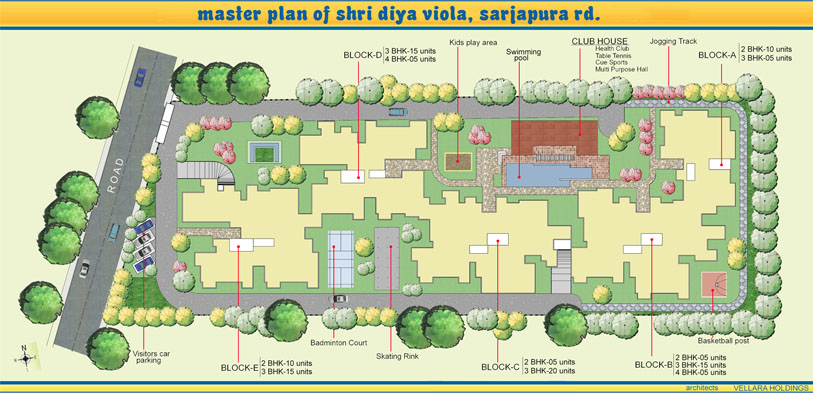 master plan of shri diya viola, sarjapura rd.
BLOCK-D
3 BHK-15 units
4 BHK-05 units
Kids play area
Swimming
pool
CLUB HOUSE
Health Club
Table Tennis
Cue Sports
Multi Purpose Hall
Jogging Track
BLOCK-A
2 BHK-10 units
3 BHK-05 units
ROAD
Visitors car
parking
BLOCK-E
2 BHK-10 units
3 BHK-15 units
Badminton Court
Skating Rink
BLOCK-C
2 BHK-05 units
3 BHK-20 units
Basketball post
BLOCK-B
2 BHK-05 units
3 BHK-15 units
4 BHK-05 units
N
architects
VELLARA HOLDINGS